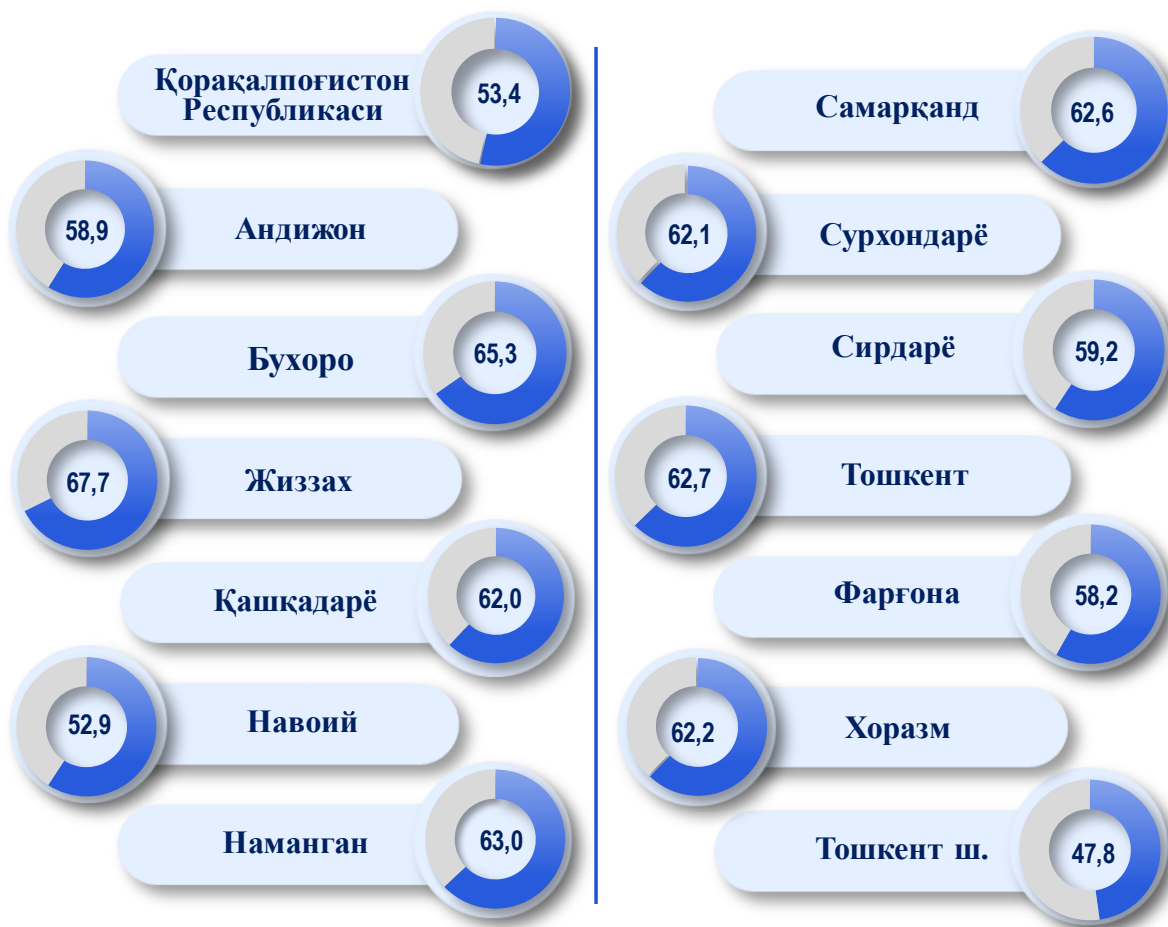 Қорақалпоғистон
Республикаси
53,4
58,9
Андижон
Бухоро
65,3
67,7
Жиззах
Қашқадарё
62,0
52,9
Навоий
Наманган
63,0
Самарқанд
62,6
62,1
Сурхондарё
Сирдарё
59,2
62,7
Тошкент
Фарғона
58,2
62,2
Хоразм
Тошкент ш.
47,8